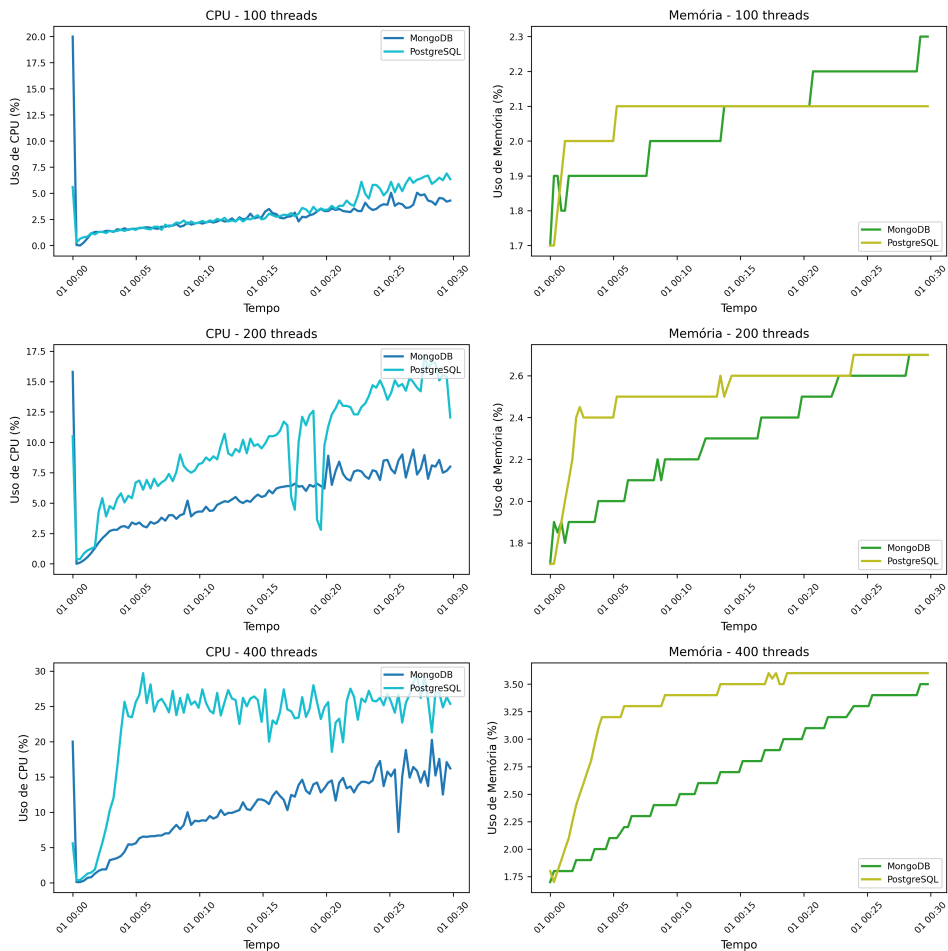 CPU - 100 threads
Uso de CPU (%)
20.0
17.5
15.0
12.5
10.0
7.5
5.0
2.5
0.0
MongoDB
PostgreSQL
01 00:00
01 00:05
01 00:10
01 00:15
01 00:20
01 00:25
01 00:30
Tempo
Memória - 100 threads
Uso de Memória (%)
2.3
2.2
2.1
2.0
1.9
1.8
1.7
MongoDB
PostgreSQL
01 00:00
01 00:05
01 00:10
01 00:15
01 00:20
01 00:25
01 00:30
Tempo
CPU - 200 threads
Uso de CPU (%)
17.5
15.0
12.5
10.0
7.5
5.0
2.5
0.0
MongoDB
PostgreSQL
01 00:00
01 00:05
01 00:10
01 00:15
01 00:20
01 00:25
01 00:30
Tempo
Memória - 200 threads
Uso de Memória (%)
2.6
2.4
2.2
2.0
1.8
MongoDB
PostgreSQL
01 00:00
01 00:05
01 00:10
01 00:15
01 00:20
01 00:25
01 00:30
Tempo
CPU - 400 threads
Uso de CPU (%)
30
25
20
15
10
5
0
MongoDB
PostgreSQL
01 00:00
01 00:05
01 00:10
01 00:15
01 00:20
01 00:25
01 00:30
Tempo
Memória - 400 threads
Uso de Memória (%)
3.50
3.25
3.00
2.75
2.50
2.25
2.00
1.75
MongoDB
PostgreSQL
01 00:00
01 00:05
01 00:10
01 00:15
01 00:20
01 00:25
01 00:30
Tempo